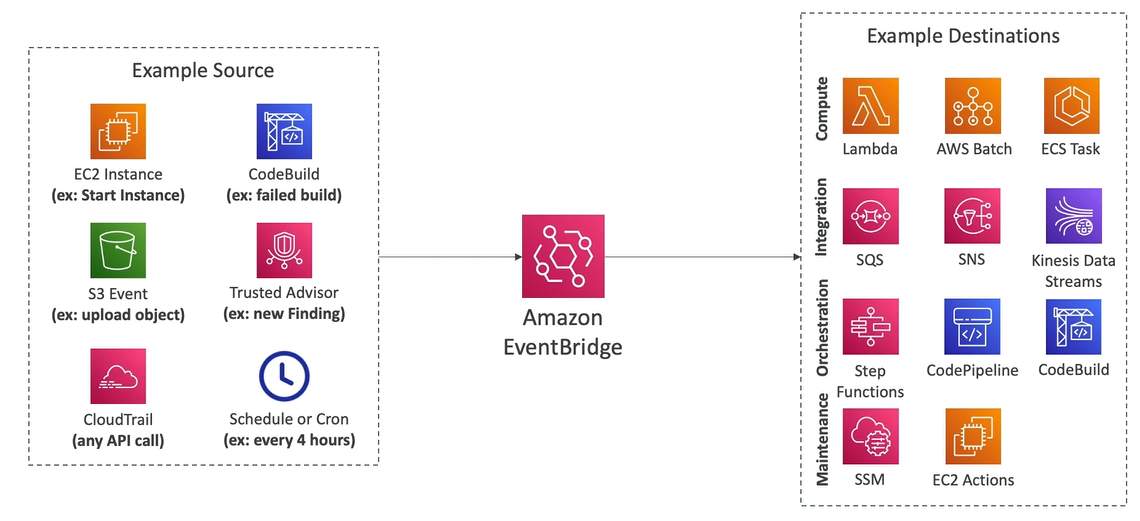 Example Source
EC2 Instance
(ex: Start Instance)
CodeBuild
(ex: failed build)
S3 Event
(ex: upload object)
Trusted Advisor
(ex: new Finding)
CloudTrail
(any API call)
Schedule or Cron
(ex: every 4 hours)
Amazon
EventBridge
Example Destinations
Compute
Lambda
AWS Batch
ECS Task
Integration
SQS
SNS
Kinesis Data
Streams
Orchestration
Step
Functions
CodePipeline
CodeBuild
Maintenance
SSM
EC2 Actions